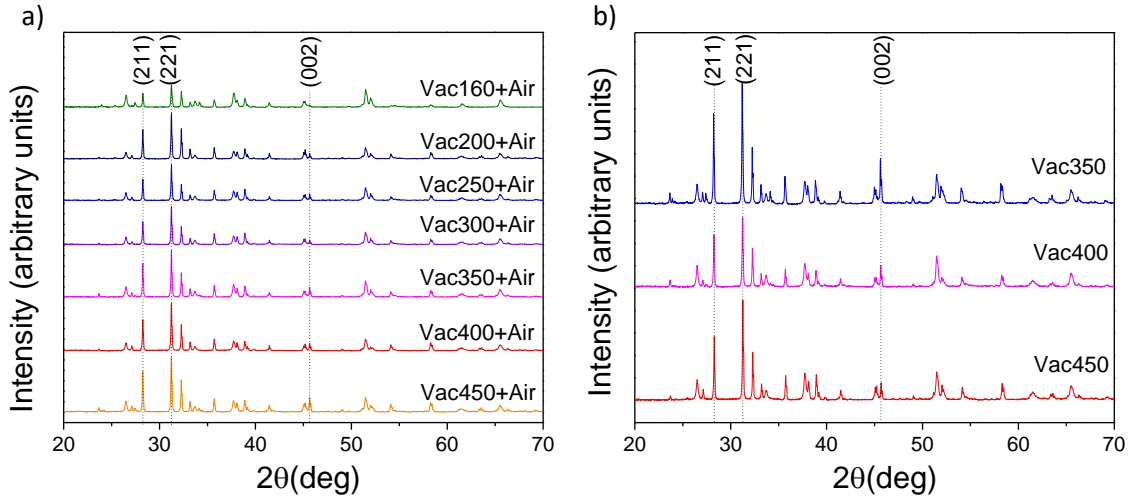 a)
Intensity (arbitrary units)
(211)
(221)
(002)
Vac160+Air
Vac200+Air
Vac250+Air
Vac300+Air
Vac350+Air
Vac400+Air
Vac450+Air
20 30 40 50 60 70
2θ(deg)
b)
Intensity (arbitrary units)
(211)
(221)
(002)
Vac350
Vac400
Vac450
20 30 40 50 60 70
2θ(deg)